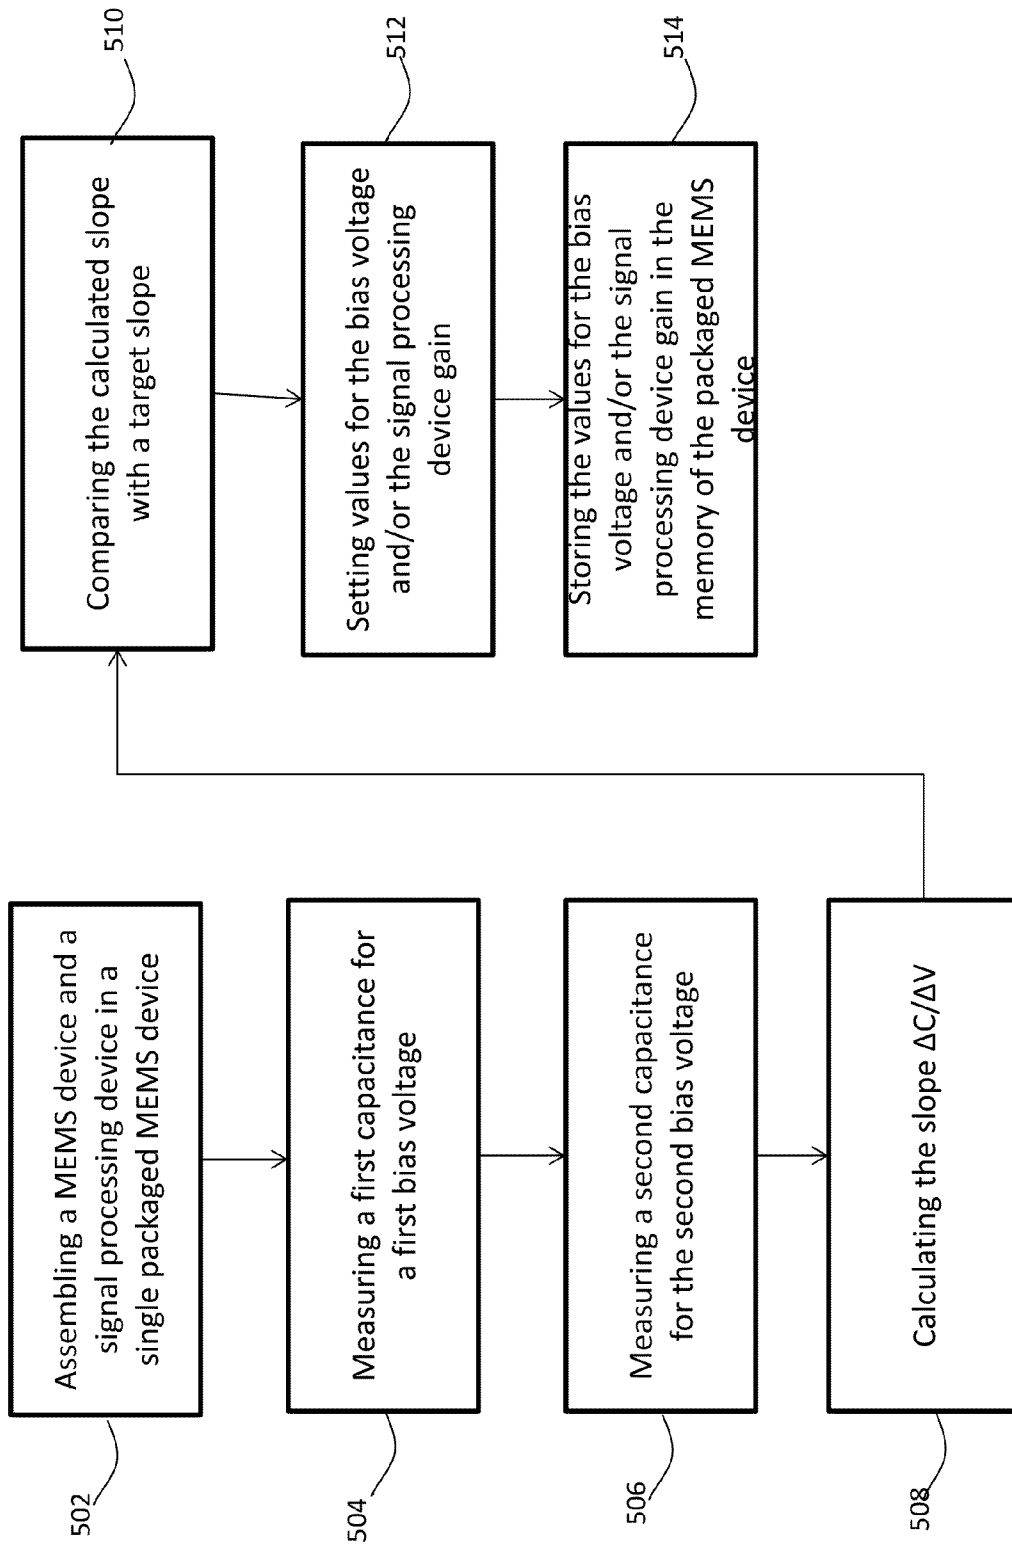 502
Assembling a MEMS device and a
signal processing device in a
single packaged MEMS device
504
Measuring a first capacitance for
a first bias voltage
506
Measuring a second capacitance
for the second bias voltage
508
Calculating the slope ΔC/ΔV
510
Comparing the calculated slope
with a target slope
512
Setting values for the bias voltage
and/or the signal processing
device gain
514
Storing the values for the bias
voltage and/or the signal
processing device gain in the
memory of the packaged MEMS
device